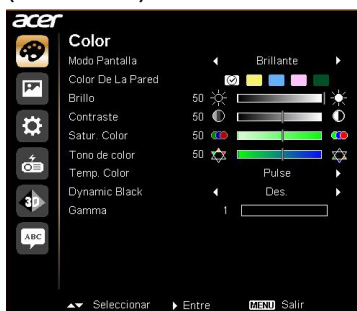 acer
Color
Modo Pantalla Brillante
Color De La Pared
Brillo 50
Contraste 50
Satur. Color 50
Tono de color 50
Temp. Color Pulse
Dynamic Black Des.
Gamma 1
3D
ABC
Seleccionar Entre MENU Salir